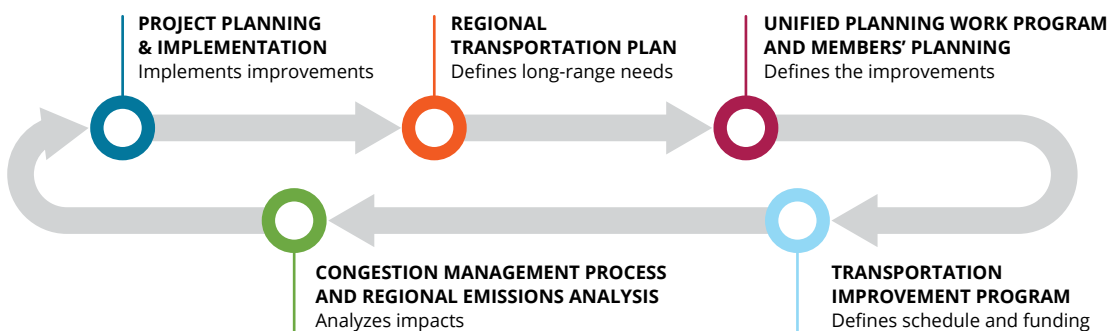 PROJECT PLANNING
& IMPLEMENTATION
Implements improvements
REGIONAL
TRANSPORTATION PLAN
Defines long-range needs
UNIFIED PLANNING WORK PROGRAM
AND MEMBERS’ PLANNING
Defines the improvements
CONGESTION MANAGEMENT PROCESS
AND REGIONAL EMISSIONS ANALYSIS
Analyzes impacts
TRANSPORTATION
IMPROVEMENT PROGRAM
Defines schedule and funding